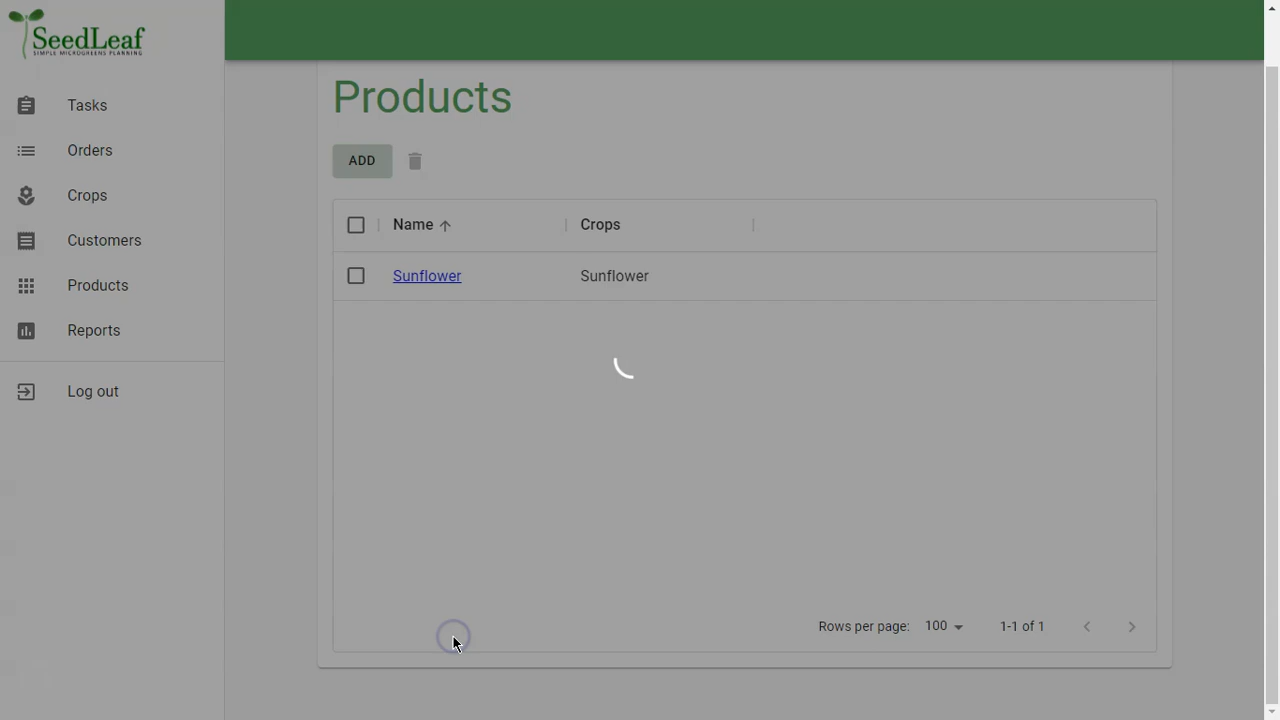 SeedLeaf
SIMPLE MICROGREENS PLANNING
Tasks
Orders
Crops
Customers
Products
Reports
Log out
Products
ADD
Name Crops
Sunflower Sunflower
Rows per page: 100 1-1 of 1